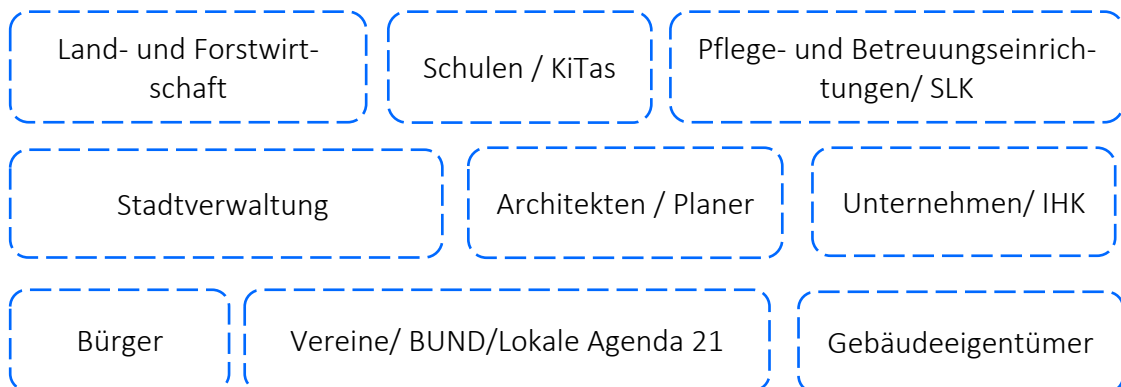 Land- und Forstwirt-
schaft
Schulen / KiTas
Pflege- und Betreuungseinrich-
tungen/ SLK
Stadtverwaltung
Architekten / Planer
Unternehmen/ IHK
Bürger
Vereine/ BUND/Lokale Agenda 21
Gebäudeeigentümer